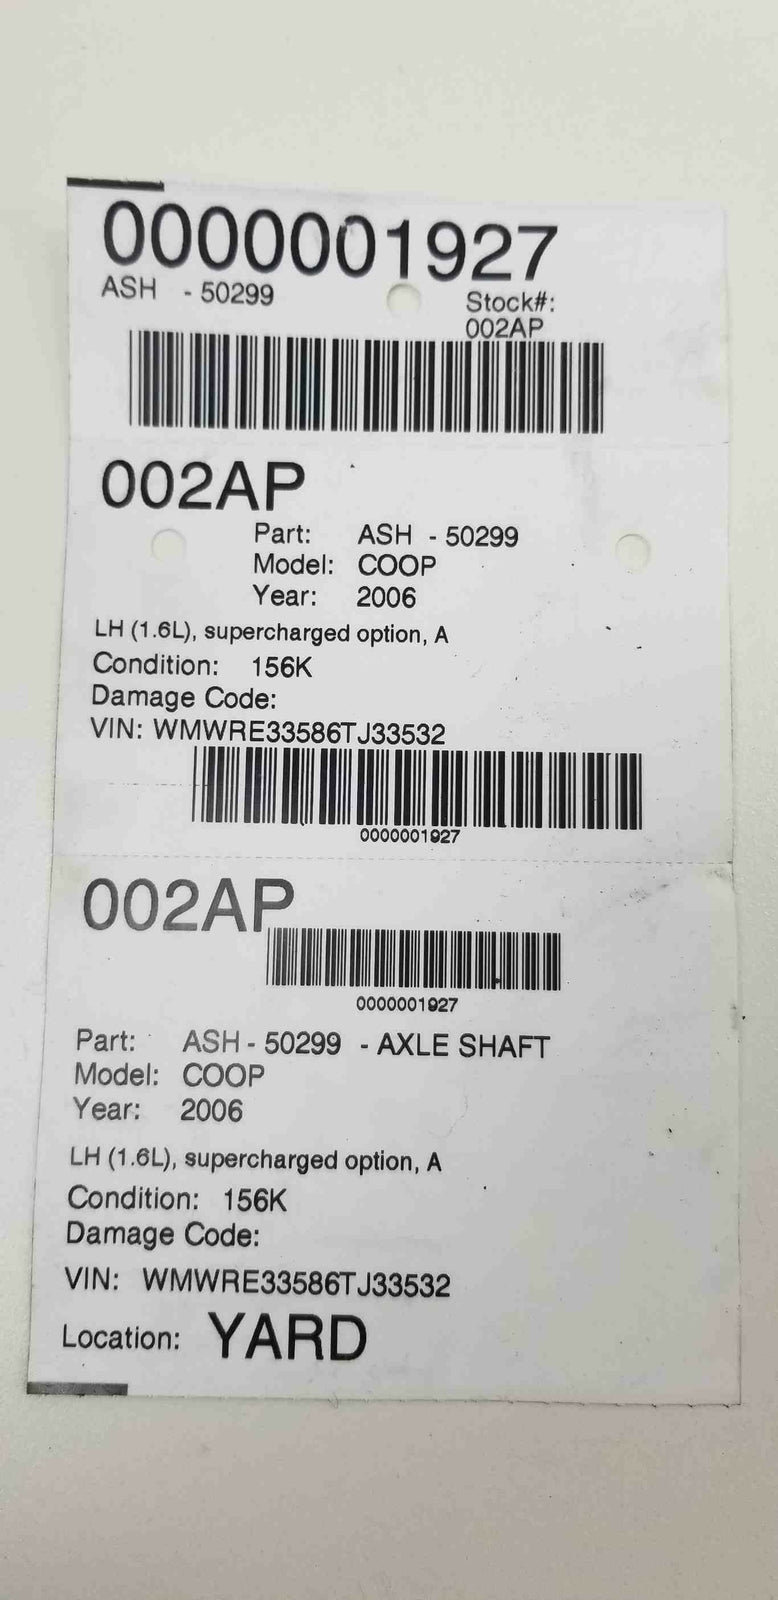 0000001927
ASH - 50299
Stock#:
002AP
002AP
Part: ASH - 50299
Model: COOP
Year: 2006
LH (1.6L), supercharged option, A
Condition: 156K
Damage Code:
VIN: WMWRE33586TJ33532
0000001927
002AP
0000001927
Part: ASH - 50299 - AXLE SHAFT
Model: COOP
Year: 2006
LH (1.6L), supercharged option, A
Condition: 156K
Damage Code:
VIN: WMWRE33586TJ33532
Location: YARD